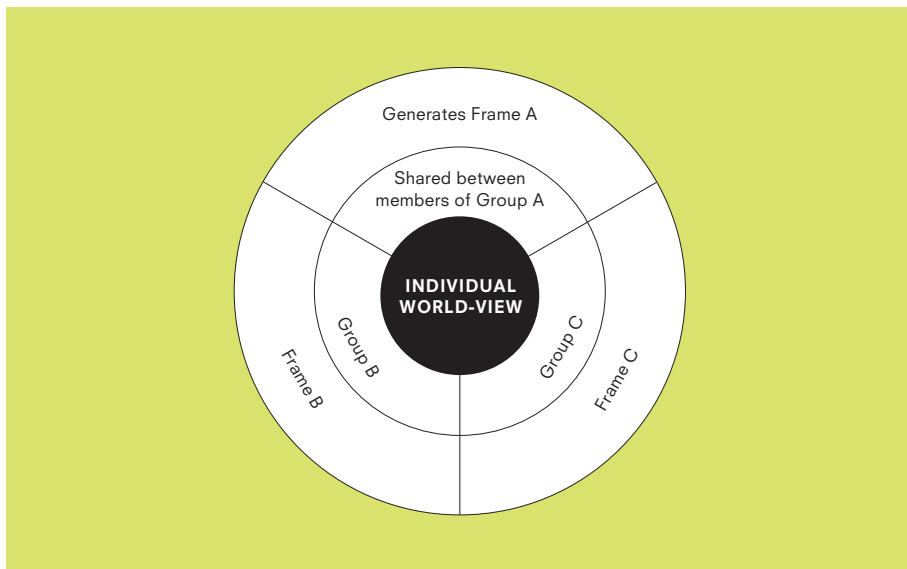 Generates Frame A
Shared between
members of Group A
INDIVIDUAL
WORLD-VIEW
Group B
Group C
Frame B
Frame C